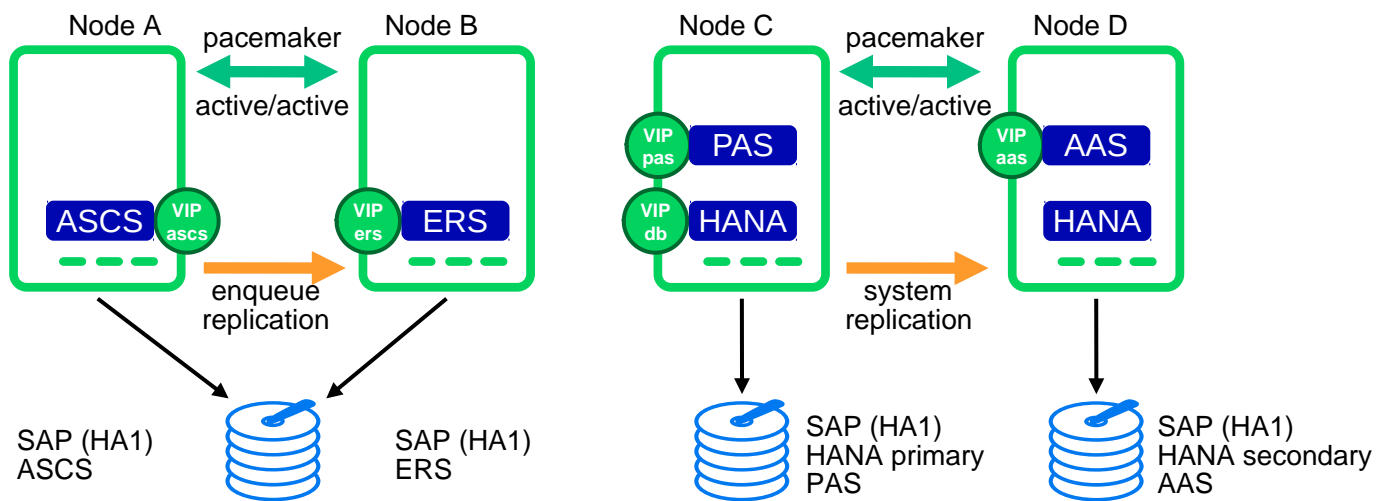 Node A
Node B
Node C
Node D
pacemaker
active/active
ASCS
VIP
ascs
VIP
ers
ERS
enqueue
replication
SAP (HA1)
ASCS
SAP (HA1)
ERS
pacemaker
active/active
VIP
pas
PAS
VIP
db
HANA
VIP
aas
AAS
HANA
system
replication
SAP (HA1)
HANA primary
PAS
SAP (HA1)
HANA secondary
AAS